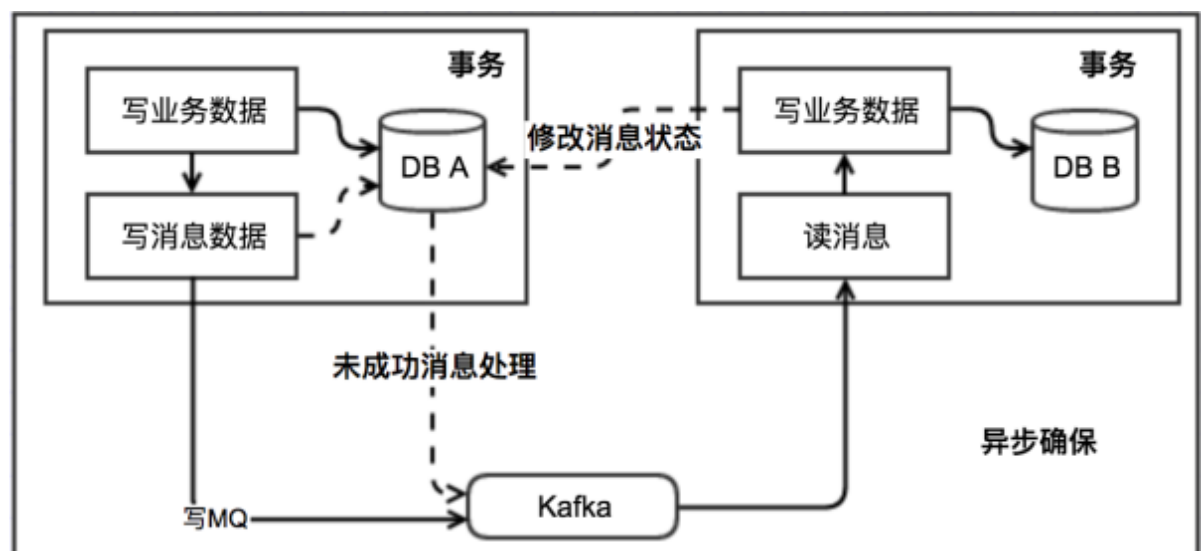 事务
写业务数据
DB A
写消息数据
修改消息状态
事务
写业务数据
DB B
读消息
未成功消息处理
异步确保
写MQ
Kafka